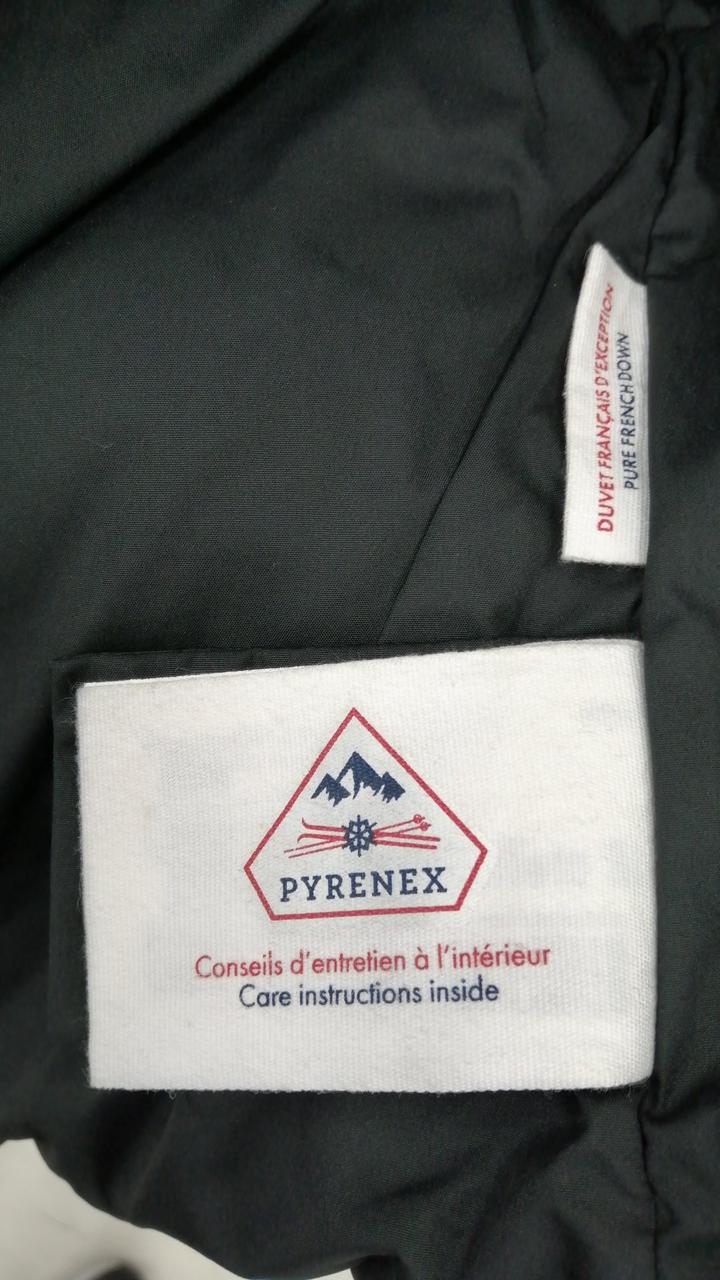 DUVET FRANÇAIS D'EXCEPTION
PURE FRENCH DOWN
PYRENEX
Conseils d'entretien à l'intérieur
Care instructions inside